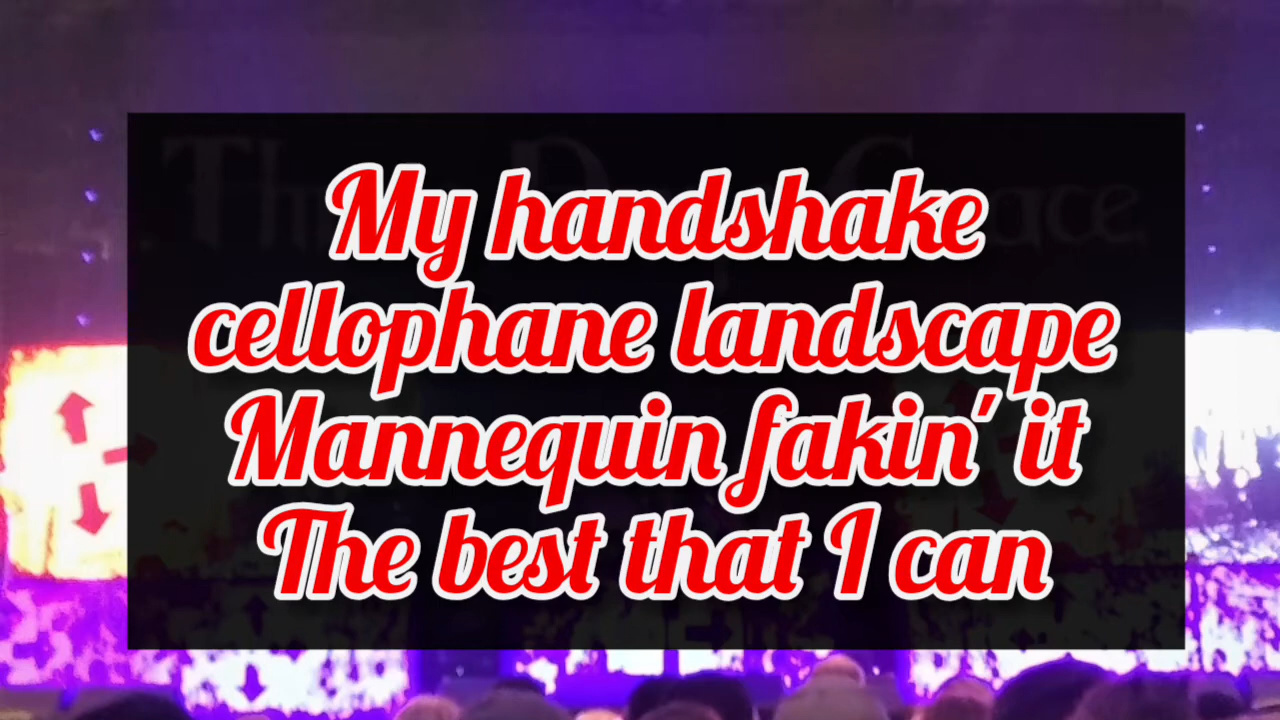 My handshake
cellophane landscape
Mannequin fakin' it
The best that I can